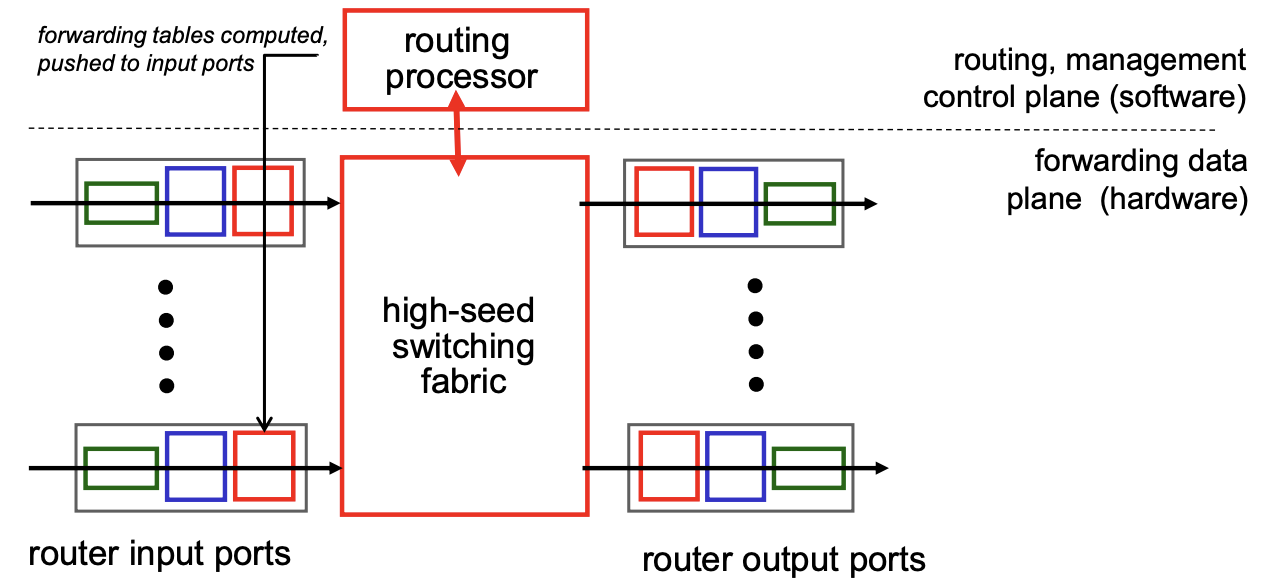 forwarding tables computed,
pushed to input ports
routing
processor
routing, management
control plane (software)
forwarding data
plane (hardware)
high-seed
switching
fabric
router input ports
router output ports